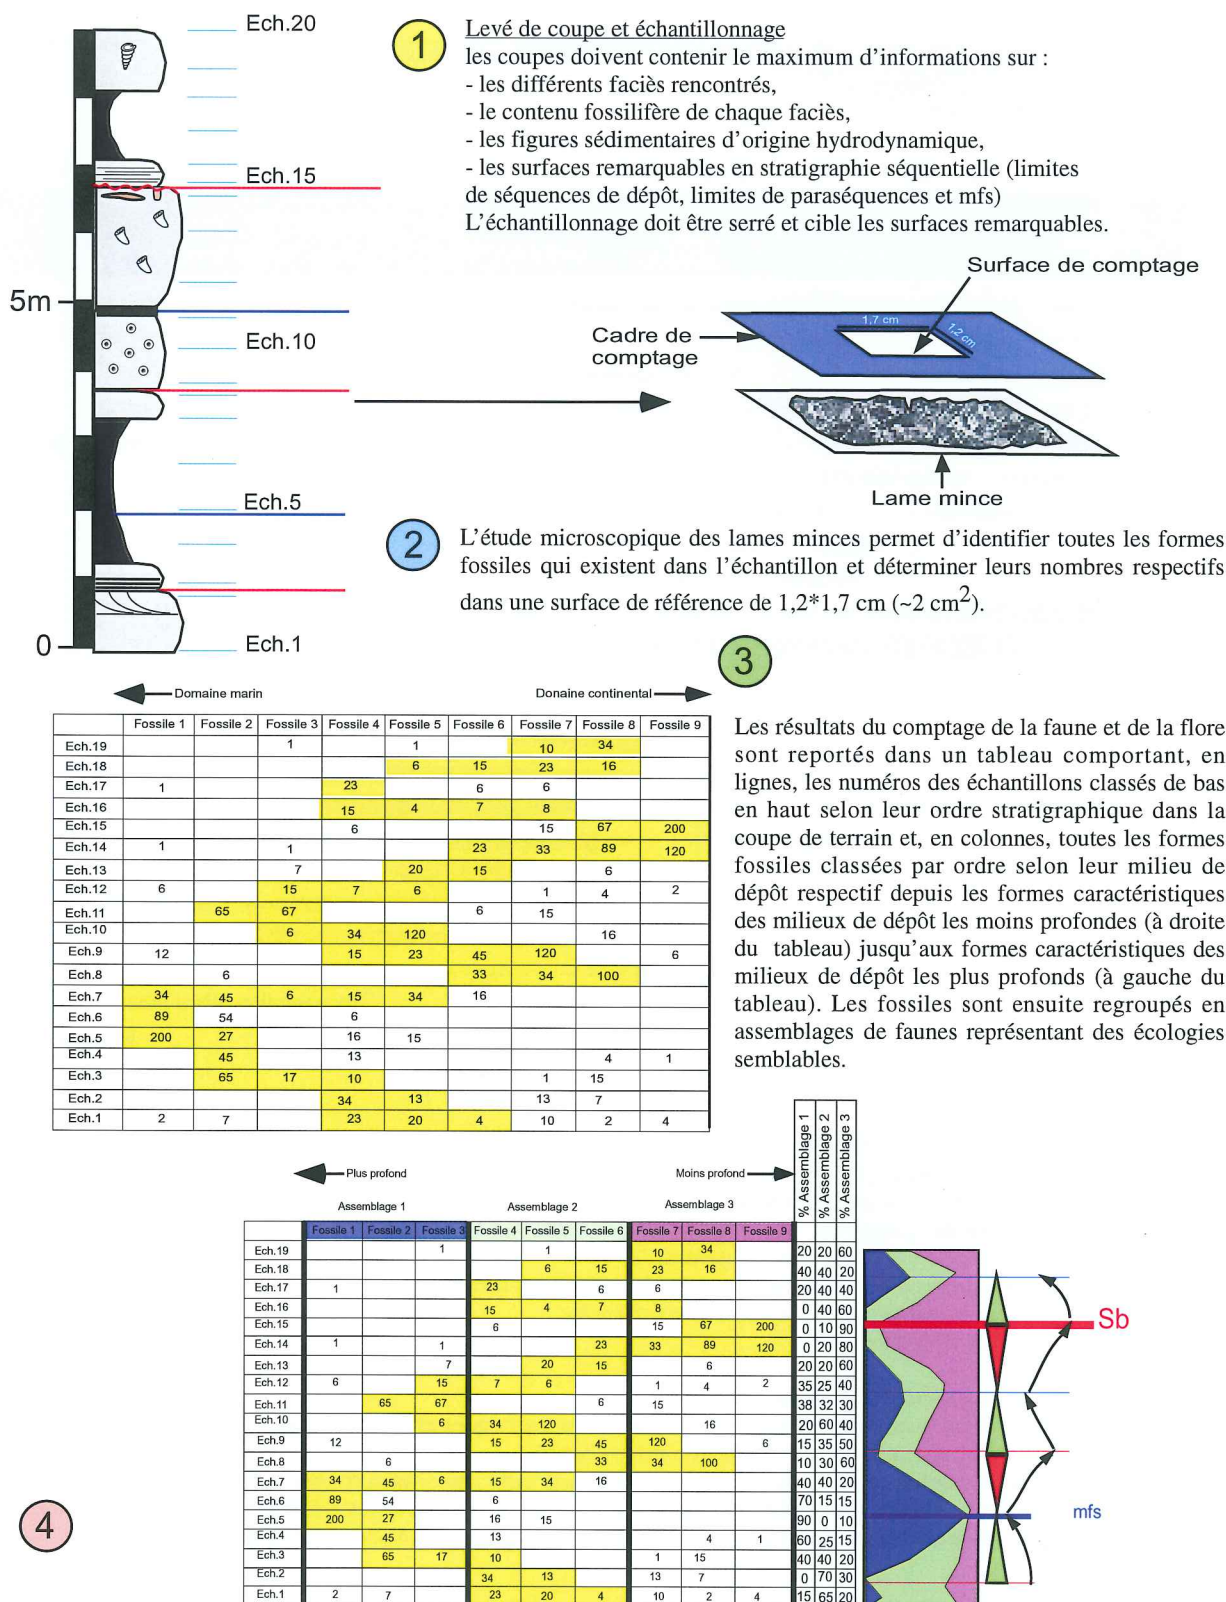 Ech.20
Ech.15
5m
Ech.10
Ech.5
0
Ech.1
1
Levé de coupe et échantillonnage
les coupes doivent contenir le maximum d'informations sur :
- les différents faciès rencontrés,
- le contenu fossilifère de chaque faciès,
- les figures sédimentaires d'origine hydrodynamique,
- les surfaces remarquables en stratigraphie séquentielle (limites
de séquences de dépôt, limites de paraséquences et mfs)
L'échantillonnage doit être serré et cible les surfaces remarquables.
Surface de comptage
1,7 cm
1,2 cm
Cadre de
comptage
Lame mince
2
L'étude microscopique des lames minces permet d'identifier toutes les formes
fossiles qui existent dans l'échantillon et déterminer leurs nombres respectifs
dans une surface de référence de 1,2*1,7 cm (~2 cm2).
3
Domaine marin Donaine continental
Fossile 1 Fossile 2 Fossile 3 Fossile 4 Fossile 5 Fossile 6 Fossile 7 Fossile 8 Fossile 9
Ech.19 1 1 10 34
Ech.18 6 15 23 16
Ech.17 1 23 6 6
Ech.16 15 4 7 8
Ech.15 6 15 67 200
Ech.14 1 1 23 33 89 120
Ech.13 7 20 15 6
Ech.12 6 15 7 6 1 4 2
Ech.11 65 67 6 15
Ech.10 6 34 120 16
Ech.9 12 15 23 45 120 6
Ech.8 6 33 34 100
Ech.7 34 45 6 15 34 16
Ech.6 89 54 6
Ech.5 200 27 16 15
Ech.4 45 13 4 1
Ech.3 65 17 10 1 15
Ech.2 34 13 13 7
Ech.1 2 7 23 20 4 10 2 4
Les résultats du comptage de la faune et de la flore
sont reportés dans un tableau comportant, en
lignes, les numéros des échantillons classés de bas
en haut selon leur ordre stratigraphique dans la
coupe de terrain et, en colonnes, toutes les formes
fossiles classées par ordre selon leur milieu de
dépôt respectif depuis les formes caractéristiques
des milieux de dépôt les moins profondes (à droite
du tableau) jusqu'aux formes caractéristiques des
milieux de dépôt les plus profonds (à gauche du
tableau). Les fossiles sont ensuite regroupés en
assemblages de faunes représentant des écologies
semblables.
4
Plus profond Moins profond
Assemblage 1 Assemblage 2 Assemblage 3
% Assemblage 1
% Assemblage 2
% Assemblage 3
Fossile 1 Fossile 2 Fossile 3 Fossile 4 Fossile 5 Fossile 6 Fossile 7 Fossile 8 Fossile 9
Ech.19 1 1 10 34 20 20 60
Ech.18 6 15 23 16 40 40 20
Ech.17 1 23 6 6 20 40 40
Ech.16 15 4 7 8 0 40 60
Ech.15 6 15 67 200 0 10 90
Ech.14 1 1 23 33 89 120 0 20 80
Ech.13 7 20 15 6 20 20 60
Ech.12 6 15 7 6 1 4 2 35 25 40
Ech.11 65 67 6 15 38 32 30
Ech.10 6 34 120 16 20 60 40
Ech.9 12 15 23 45 120 6 15 35 50
Ech.8 6 33 34 100 10 30 60
Ech.7 34 45 6 15 34 16 40 40 20
Ech.6 89 54 6 70 15 15
Ech.5 200 27 16 15 90 0 10
Ech.4 45 13 4 1 60 25 15
Ech.3 65 17 10 1 15 40 40 20
Ech.2 34 13 13 7 0 70 30
Ech.1 2 7 23 20 4 10 2 4 15 65 20
Sb
mfs